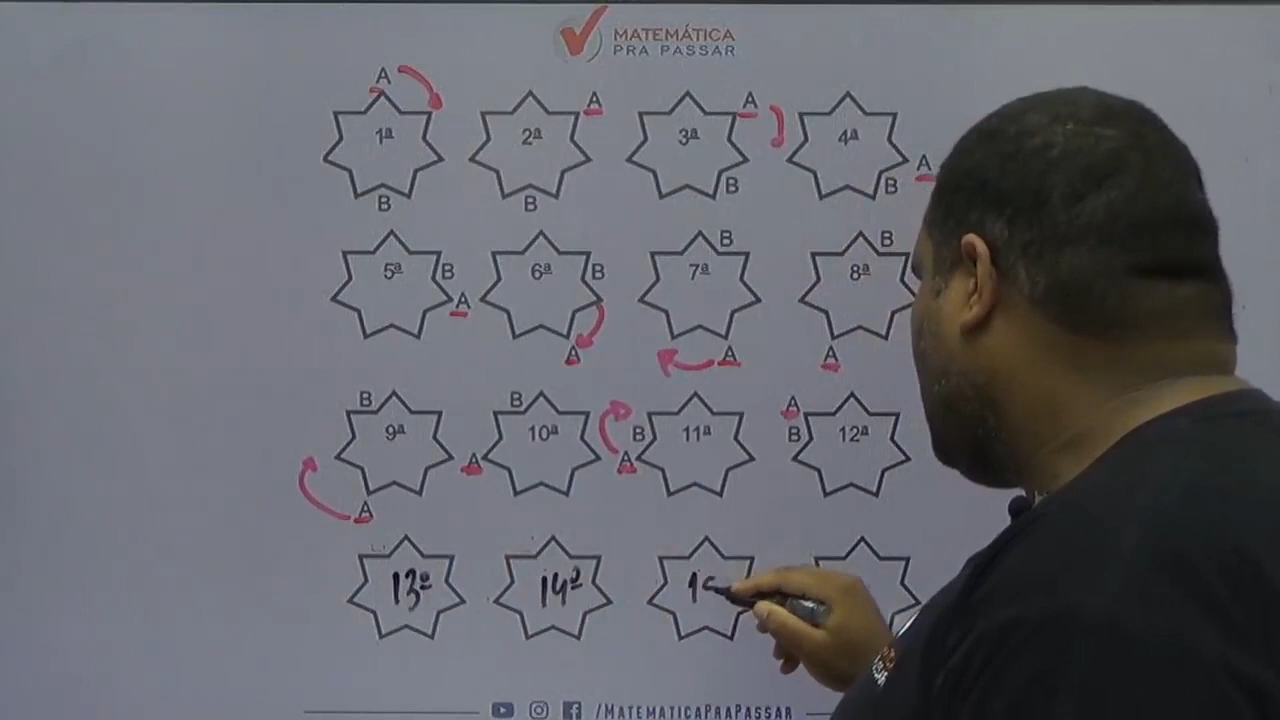 MATEMÁTICA
PRA PASSAR
A A A
1ª 2ª 3ª 4ª
A
B B B B
B B
5ª B 6ª B 7ª 8ª
A
A A A
B B A
9ª 10ª B 11ª B 12ª
A A
A
13º 14º
/MATEMATICAPRAPASSAR